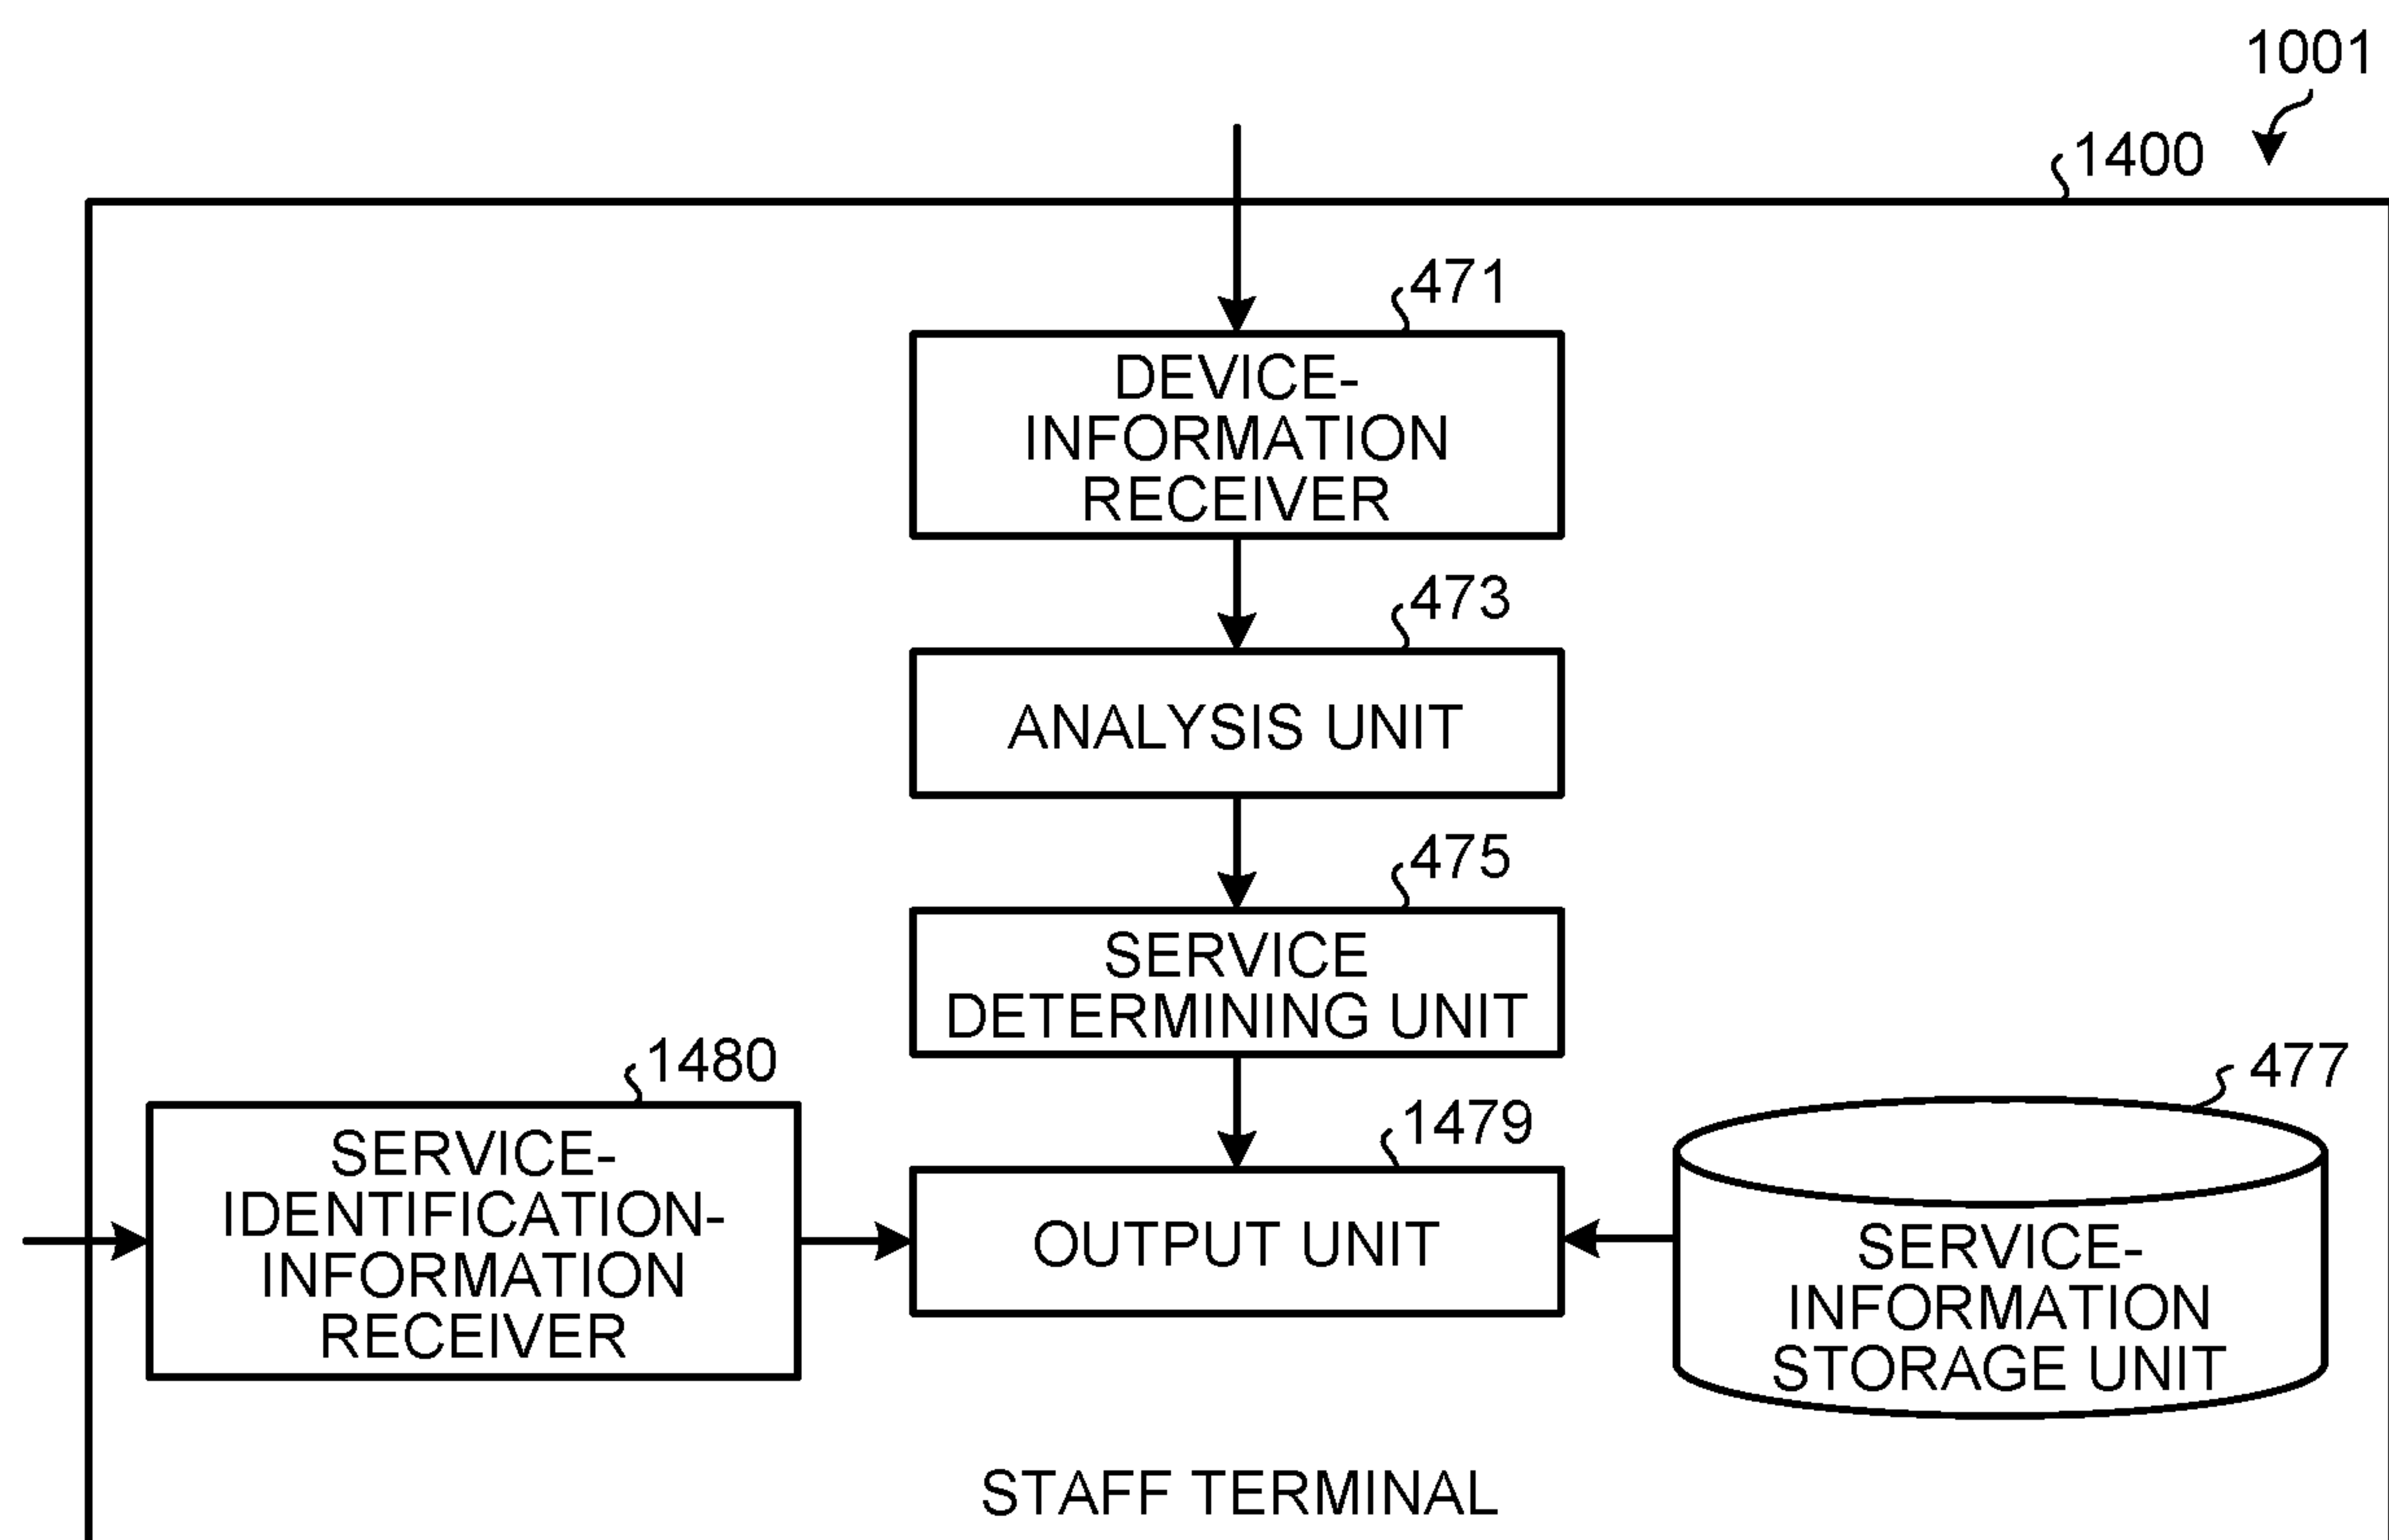 1001
1400
471
DEVICE-
INFORMATION
RECEIVER
473
ANALYSIS UNIT
475
SERVICE
DETERMINING UNIT
1480
SERVICE-
IDENTIFICATION-
INFORMATION
RECEIVER
1479
OUTPUT UNIT
477
SERVICE-
INFORMATION
STORAGE UNIT
STAFF TERMINAL